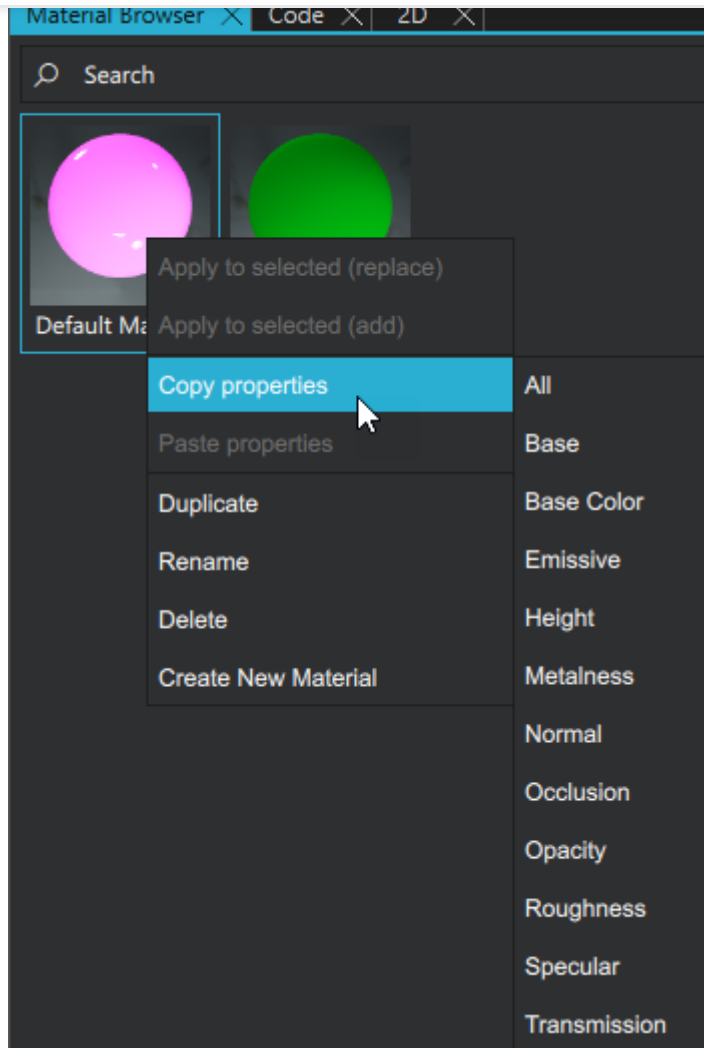 Material Browser Code 2D
Search
Default Ma
Apply to selected (replace)
Apply to selected (add)
Copy properties
Paste properties
Duplicate
Rename
Delete
Create New Material
All
Base
Base Color
Emissive
Height
Metalness
Normal
Occlusion
Opacity
Roughness
Specular
Transmission